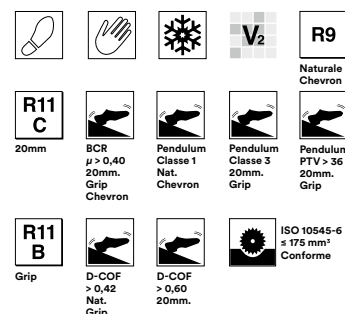 V2
R9
Naturale
Chevron
R11
C
20mm
BCR
μ > 0,40
20mm.
Grip
Chevron
Pendulum
Classe 1
Nat.
Chevron
Pendulum
Classe 3
20mm.
Grip
Pendulum
PTV > 36
20mm.
Grip
R11
B
Grip
D-COF
> 0,42
Nat.
Grip
D-COF
> 0,60
20mm.
ISO 10545-6
≤ 175 mm³
Conforme